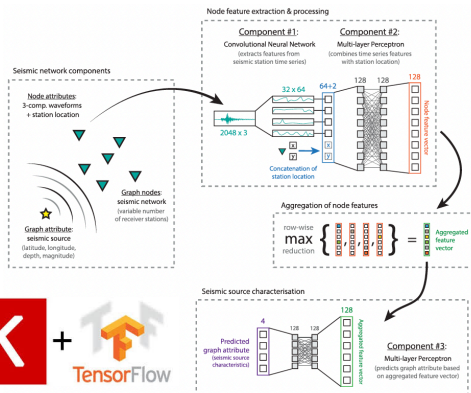 Node feature extraction & processing
Component #1:
Convolutional Neural Network
(extracts features from
seismic station time series)
Component #2:
Multi-layer Perceptron
(combines time series features
with station location)
Seismic network components
Node attributes:
3-comp. waveforms
+ station location
Graph nodes:
seismic network
(variable number
of receiver stations)
Graph attribute:
seismic source
(latitude, longitude,
depth, magnitude)
2048 x 3
32 x 64
64+2
128
128
128
x
y
x
y
Concatenation of
station location
Node feature vector
Aggregation of node features
row-wise
max
reduction
{ , , , } =
Aggregated
feature
vector
Seismic source characterisation
Predicted
graph attribute
(seismic source
characteristics)
4
128
128
128
Aggregated feature
vector
Component #3:
Multi-layer Perceptron
(predicts graph attribute based
on aggregated feature vector)
K
+
TensorFlow